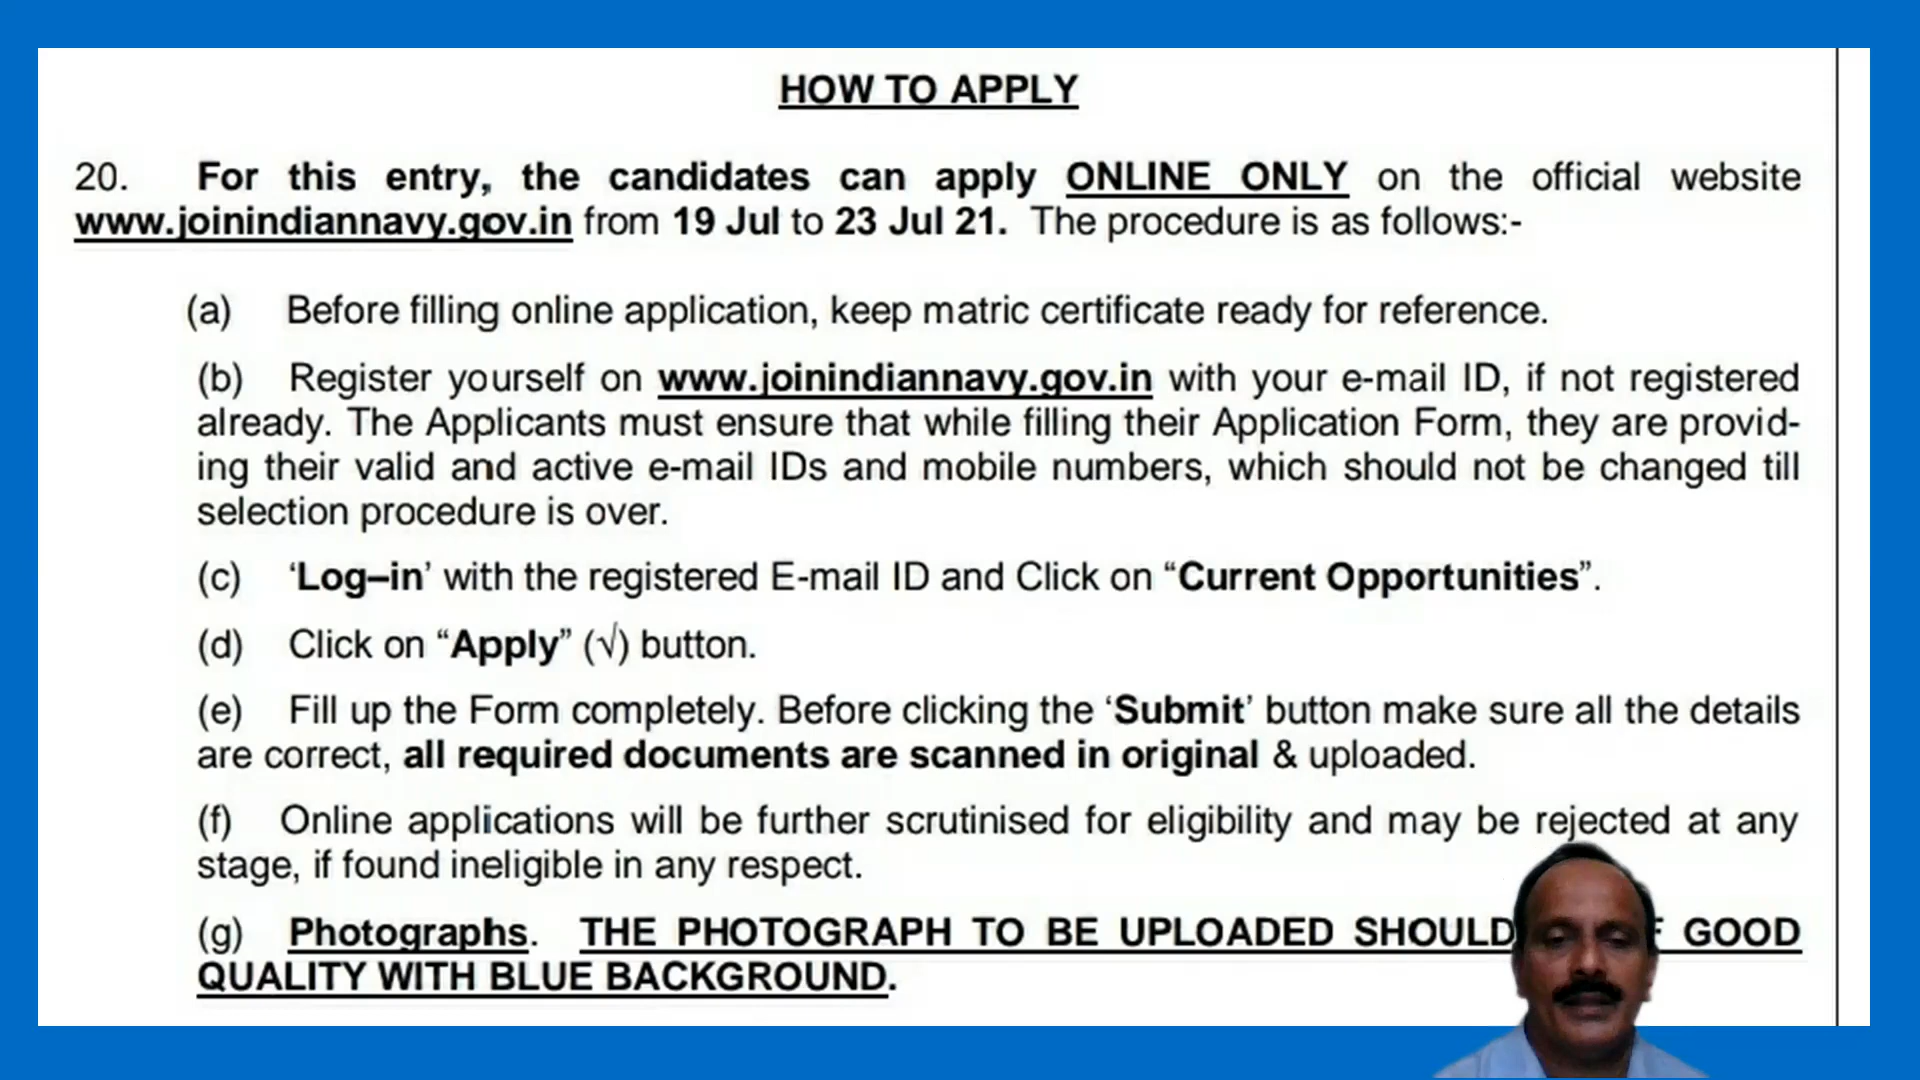 HOW TO APPLY
20. For this entry, the candidates can apply ONLINE ONLY on the official website
www.joinindiannavy.gov.in from 19 Jul to 23 Jul 21. The procedure is as follows:-
(a) Before filling online application, keep matric certificate ready for reference.
(b) Register yourself on www.joinindiannavy.gov.in with your e-mail ID, if not registered
already. The Applicants must ensure that while filling their Application Form, they are provid-
ing their valid and active e-mail IDs and mobile numbers, which should not be changed till
selection procedure is over.
(c) ‘Log–in’ with the registered E-mail ID and Click on “Current Opportunities”.
(d) Click on “Apply” (√) button.
(e) Fill up the Form completely. Before clicking the ‘Submit’ button make sure all the details
are correct, all required documents are scanned in original & uploaded.
(f) Online applications will be further scrutinised for eligibility and may be rejected at any
stage, if found ineligible in any respect.
(g) Photographs. THE PHOTOGRAPH TO BE UPLOADED SHOULD GOOD
QUALITY WITH BLUE BACKGROUND.